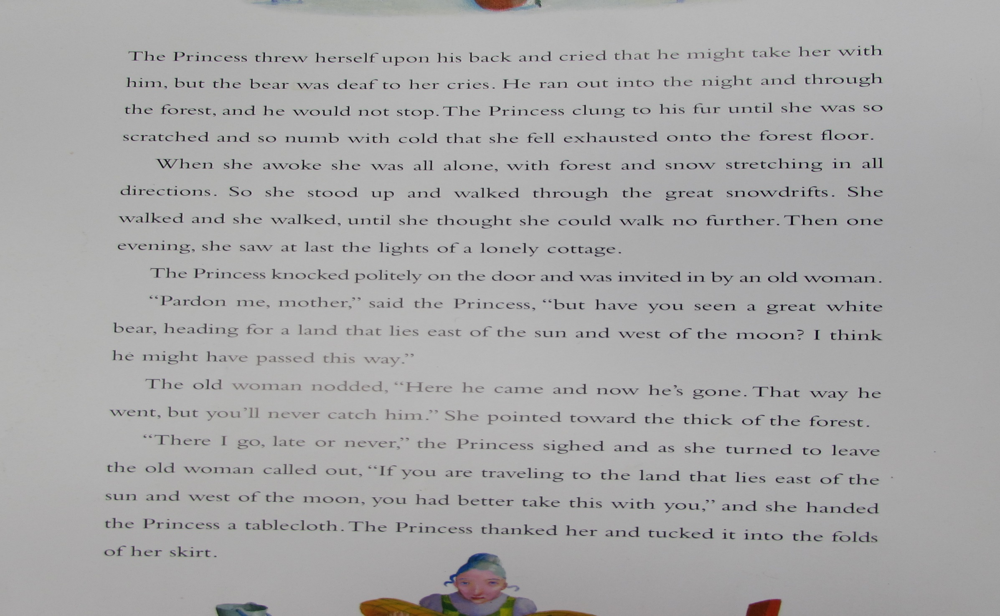 The Princess threw herself upon his back and cried that he might take her with
him, but the bear was deaf to her cries. He ran out into the night and through
the forest, and he would not stop. The Princess clung to his fur until she was so
scratched and so numb with cold that she fell exhausted onto the forest floor.
When she awoke she was all alone, with forest and snow stretching in all
directions. So she stood up and walked through the great snowdrifts. She
walked and she walked, until she thought she could walk no further. Then one
evening, she saw at last the lights of a lonely cottage.
The Princess knocked politely on the door and was invited in by an old woman.
“Pardon me, mother,” said the Princess, “but have you seen a great white
bear, heading for a land that lies east of the sun and west of the moon? I think
he might have passed this way.”
The old woman nodded, “Here he came and now he’s gone. That way he
went, but you’ll never catch him.” She pointed toward the thick of the forest.
“There I go, late or never,” the Princess sighed and as she turned to leave
the old woman called out, “If you are traveling to the land that lies east of the
sun and west of the moon, you had better take this with you,” and she handed
the Princess a tablecloth. The Princess thanked her and tucked it into the folds
of her skirt.